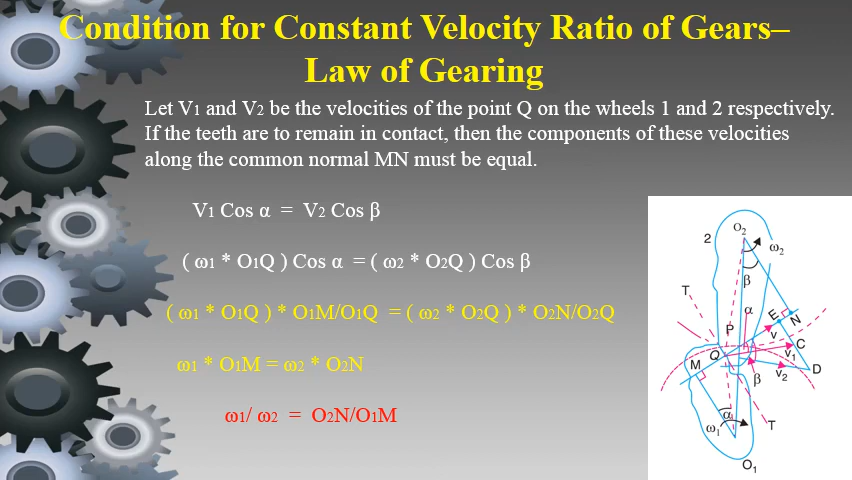 Condition for Constant Velocity Ratio of Gears–
Law of Gearing
Let V1 and V2 be the velocities of the point Q on the wheels 1 and 2 respectively.
If the teeth are to remain in contact, then the components of these velocities
along the common normal MN must be equal.
V1 Cos α = V2 Cos β
( ω1 * O1Q ) Cos α = ( ω2 * O2Q ) Cos β
( ω1 * O1Q ) * O1M/O1Q = ( ω2 * O2Q ) * O2N/O2Q
ω1 * O1M = ω2 * O2N
ω1/ ω2 = O2N/O1M
2
O2
ω2
β
T
α
P
E
N
v
Q
C
v1
M
D
v2
β
α
ω1
T
O1